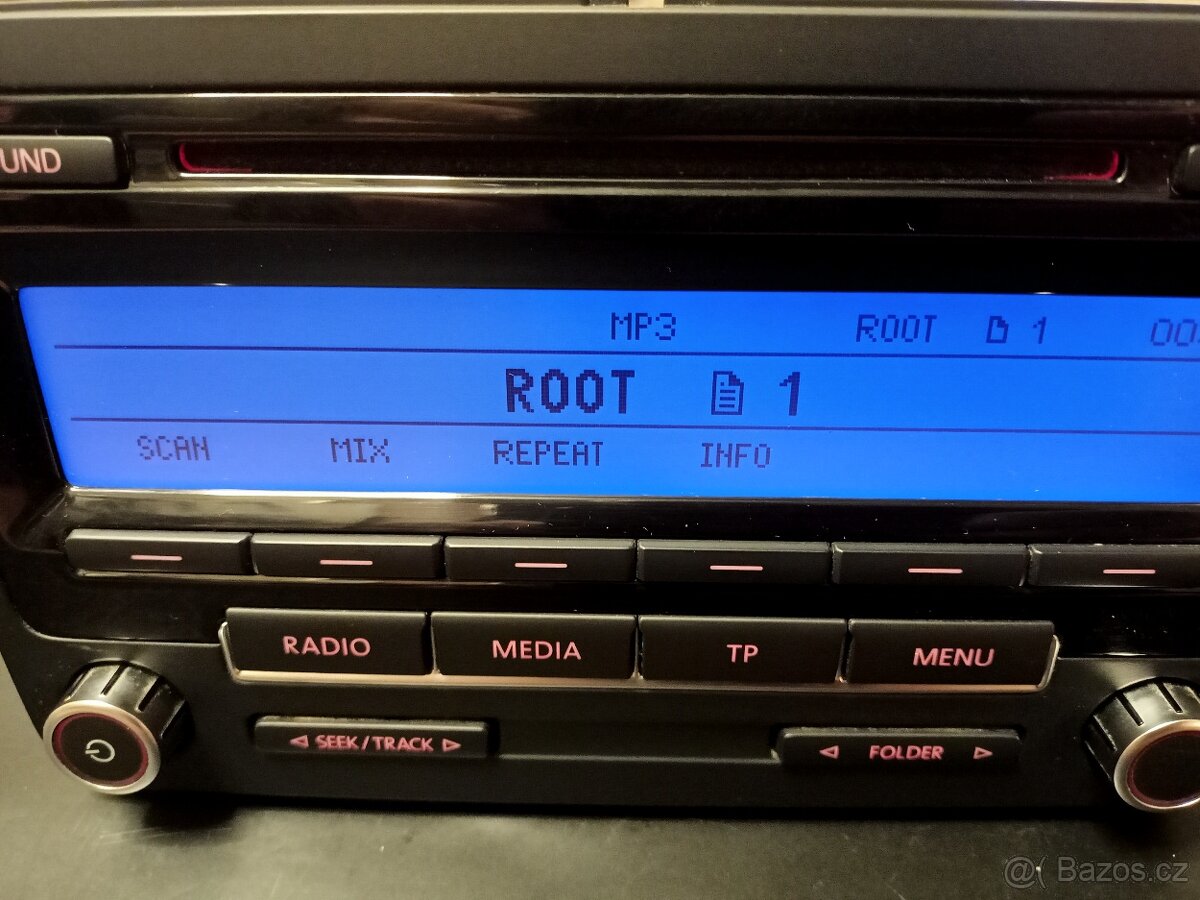 UND
MP3 ROOT 1 00
ROOT 1
SCAN MIX REPEAT INFO
RADIO MEDIA TP MENU
SEEK/TRACK FOLDER
@( Bazos.cz